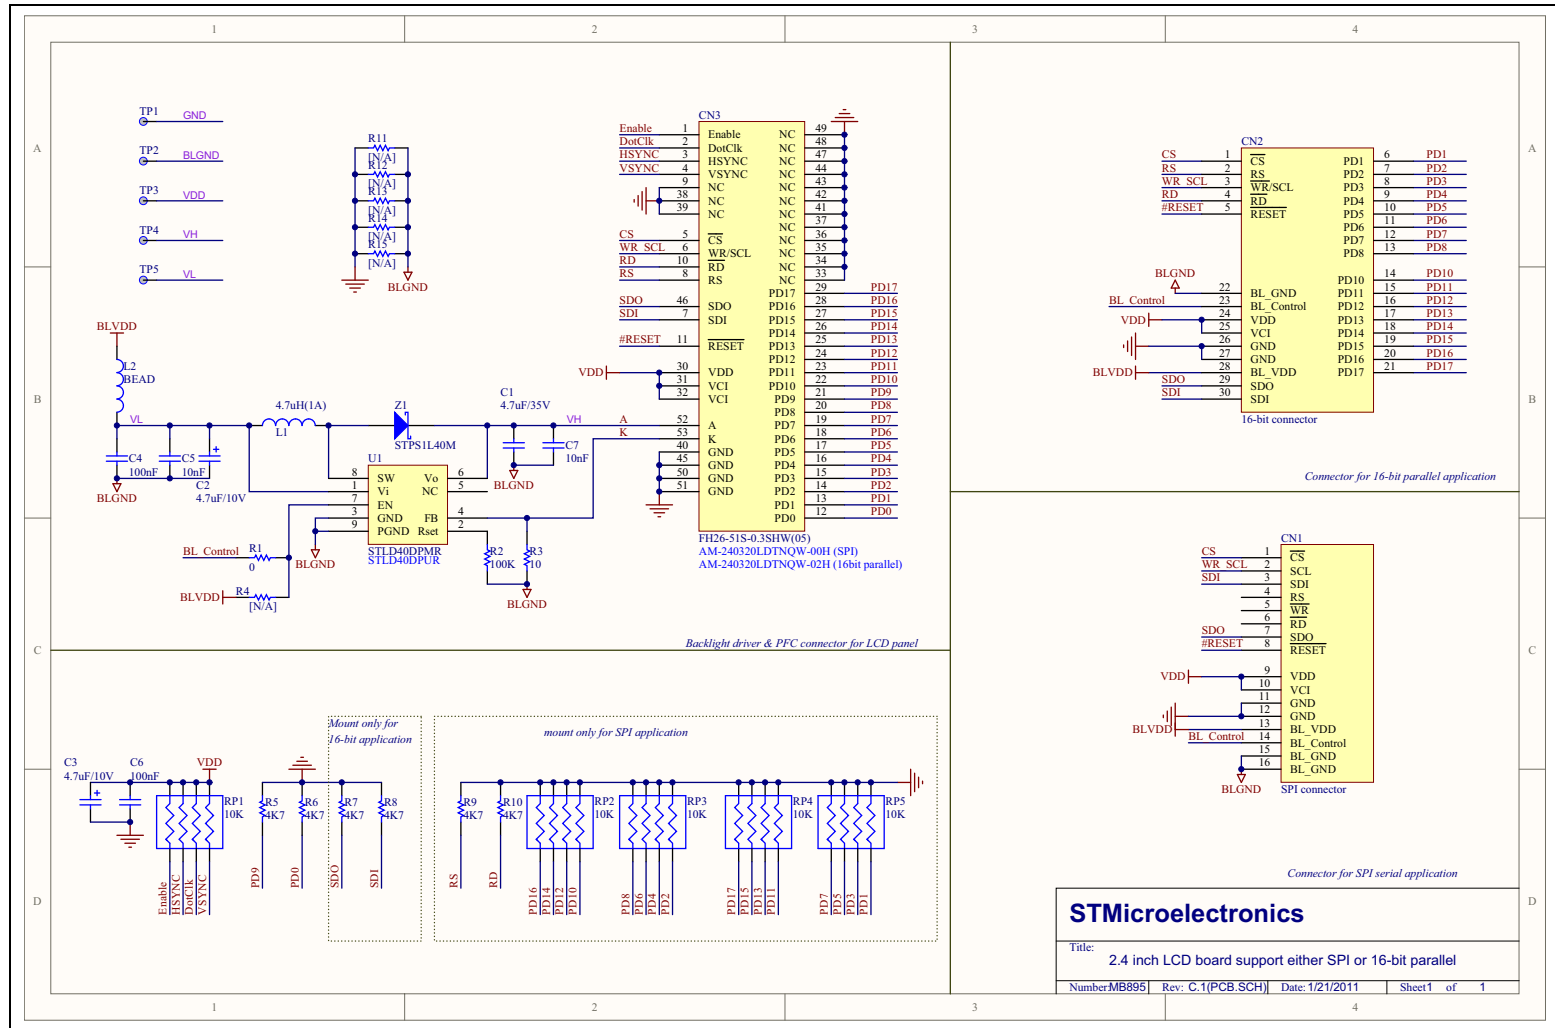 1 2 3 4
A
B
C
D
TP1 GND
TP2 BLGND
TP3 VDD
TP4 VH
TP5 VL
R11
[N/A]
R12
[N/A]
R13
[N/A]
R14
[N/A]
R15
[N/A]
BLGND
BLVDD
L2
BEAD
VL
4.7uH(1A)
L1
Z1
STPS1L40M
C1
4.7uF/35V
VH
C7
10nF
BLGND
C4
100nF
C5
10nF
C2
4.7uF/10V
BLGND
U1
8 SW Vo 6
1 Vi NC 5
7 EN
3 GND FB 4
9 PGND Rset 2
STLD40DPMR
STLD40DPUR
BLGND
BL_Control R1
0
BLVDD R4
[N/A]
R2
100K
R3
10
BLGND
CN3
Enable 1 Enable NC 49
DotClk 2 DotClk NC 48
HSYNC 3 HSYNC NC 47
VSYNC 4 VSYNC NC 44
9 NC NC 43
38 NC NC 42
39 NC NC 41
NC 37
CS 5 CS NC 36
WR_SCL 6 WR/SCL NC 35
RD 10 RD NC 34
RS 8 RS NC 33
PD17 29 PD17
SDO 46 SDO PD16 28 PD16
SDI 7 SDI PD15 27 PD15
PD14 26 PD14
#RESET 11 RESET PD13 25 PD13
PD12 24 PD12
VDD 30 VDD PD11 23 PD11
31 VCI PD10 22 PD10
32 VCI PD9 21 PD9
PD8 20 PD8
A 52 A PD7 19 PD7
K 53 K PD6 18 PD6
40 GND PD5 17 PD5
45 GND PD4 16 PD4
50 GND PD3 15 PD3
51 GND PD2 14 PD2
PD1 13 PD1
PD0 12 PD0
FH26-51S-0.3SHW(05)
AM-240320LDTNQW-00H (SPI)
AM-240320LDTNQW-02H (16bit parallel)
Backlight driver & PFC connector for LCD panel
CN2
CS 1 CS PD1 6 PD1
RS 2 RS PD2 7 PD2
WR_SCL 3 WR/SCL PD3 8 PD3
RD 4 RD PD4 9 PD4
#RESET 5 RESET PD5 10 PD5
PD6 11 PD6
PD7 12 PD7
PD8 13 PD8
BLGND
PD10 14 PD10
22 BL_GND PD11 15 PD11
BL_Control 23 BL_Control PD12 16 PD12
VDD 24 VDD PD13 17 PD13
25 VCI PD14 18 PD14
26 GND PD15 19 PD15
27 GND PD16 20 PD16
BLVDD 28 BL_VDD PD17 21 PD17
SDO 29 SDO
SDI 30 SDI
16-bit connector
Connector for 16-bit parallel application
CN1
CS 1 CS
WR_SCL 2 SCL
SDI 3 SDI
4 RS
5 WR
6 RD
SDO 7 SDO
#RESET 8 RESET
VDD 9 VDD
10 VCI
11 GND
12 GND
BLVDD 13 BL_VDD
BL_Control 14 BL_Control
15 BL_GND
16 BL_GND
BLGND
SPI connector
Connector for SPI serial application
C3
4.7uF/10V
C6
100nF
VDD
RP1
10K
Enable
HSYNC
DotClk
VSYNC
R5
4K7
R6
4K7
PD9
PD0
Mount only for
16-bit application
R7
4K7
R8
4K7
SDO
SDI
mount only for SPI application
R9
4K7
R10
4K7
RS
RD
RP2
10K
PD16
PD14
PD12
PD10
RP3
10K
PD8
PD6
PD4
PD2
RP4
10K
PD17
PD15
PD13
PD11
RP5
10K
PD7
PD5
PD3
PD1
STMicroelectronics
Title:
2.4 inch LCD board support either SPI or 16-bit parallel
Number:MB895 Rev: C.1(PCB.SCH) Date: 1/21/2011 Sheet 1 of 1
A
B
C
D
1 2 3 4